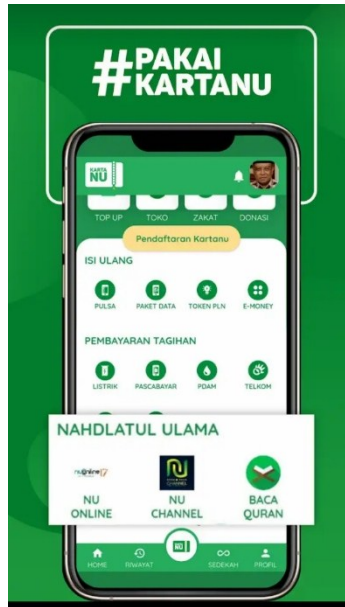 #PAKAI
KARTANU
KARTA
NU
TOP UP TOKO ZAKAT DONASI
Pendaftaran Kartanu
ISI ULANG
PULSA PAKET DATA TOKEN PLN E-MONEY
PEMBAYARAN TAGIHAN
LISTRIK PASCABAYAR PDAM TELKOM
NAHDLATUL ULAMA
nuonline
NU
ONLINE
NU
CHANNEL
BACA
QURAN
NU
HOME RIWAYAT SEDEKAH PROFIL